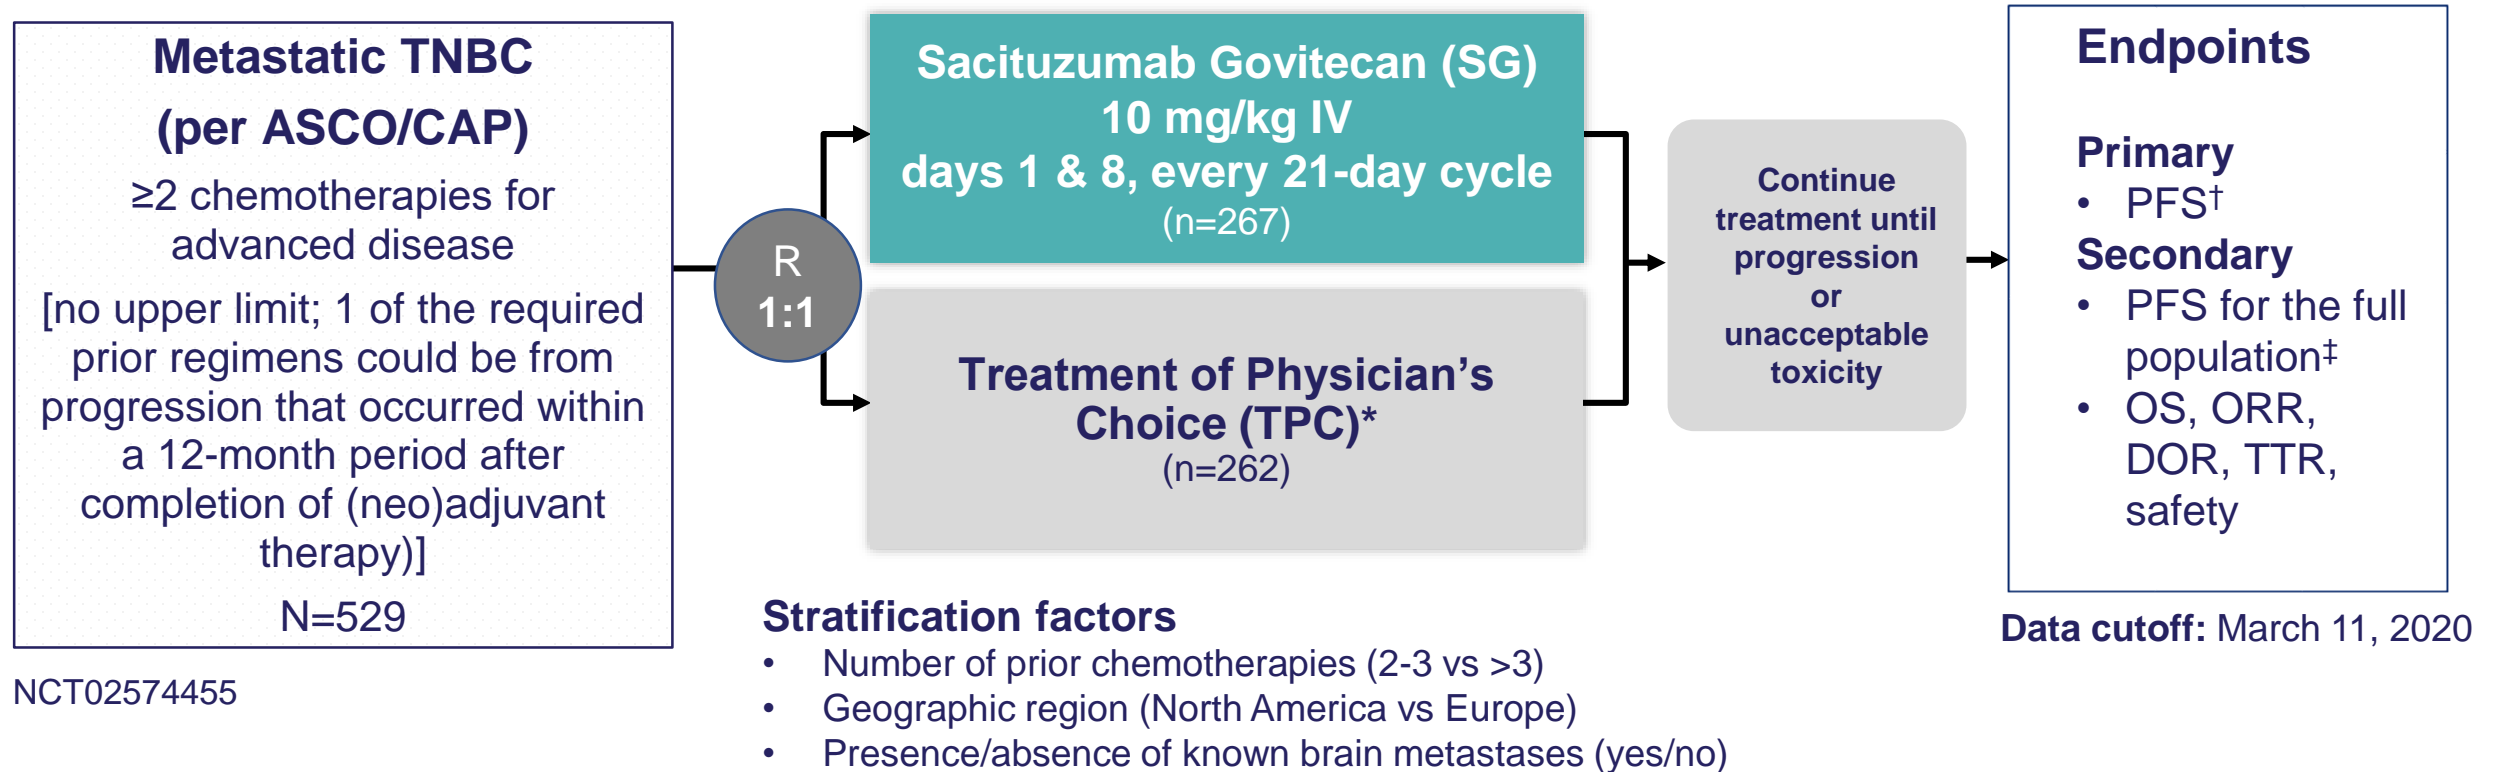 Metastatic TNBC
(per ASCO/CAP)
≥2 chemotherapies for
advanced disease
[no upper limit; 1 of the required
prior regimens could be from
progression that occurred within
a 12-month period after
completion of (neo)adjuvant
therapy)]
N=529
NCT02574455
R
1:1
Sacituzumab Govitecan (SG)
10 mg/kg IV
days 1 & 8, every 21-day cycle
(n=267)
Treatment of Physician’s
Choice (TPC)*
(n=262)
Continue
treatment until
progression
or
unacceptable
toxicity
Endpoints
Primary
• PFS†
Secondary
• PFS for the full
population‡
• OS, ORR,
DOR, TTR,
safety
Data cutoff: March 11, 2020
Stratification factors
• Number of prior chemotherapies (2-3 vs >3)
• Geographic region (North America vs Europe)
• Presence/absence of known brain metastases (yes/no)